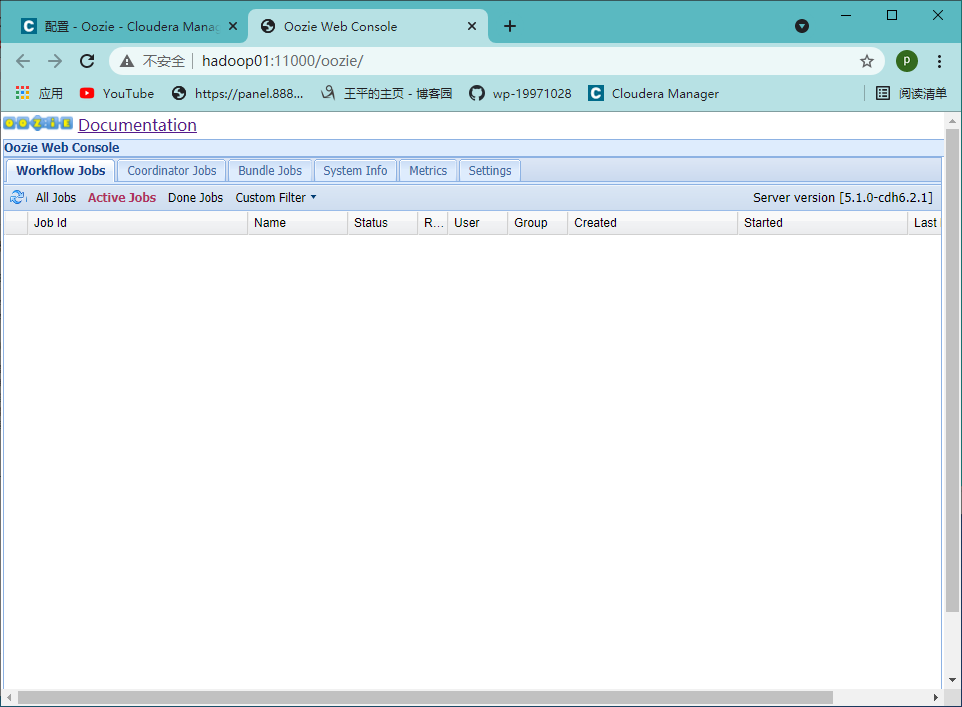 配置 - Oozie - Cloudera Manag
Oozie Web Console
不安全 hadoop01:11000/oozie/
p
应用 YouTube https://panel.888... 王平的主页 - 博客园 wp-19971028 Cloudera Manager 阅读清单
OOZIE Documentation
Oozie Web Console
Workflow Jobs Coordinator Jobs Bundle Jobs System Info Metrics Settings
All Jobs Active Jobs Done Jobs Custom Filter Server version [5.1.0-cdh6.2.1]
Job Id Name Status R... User Group Created Started Last